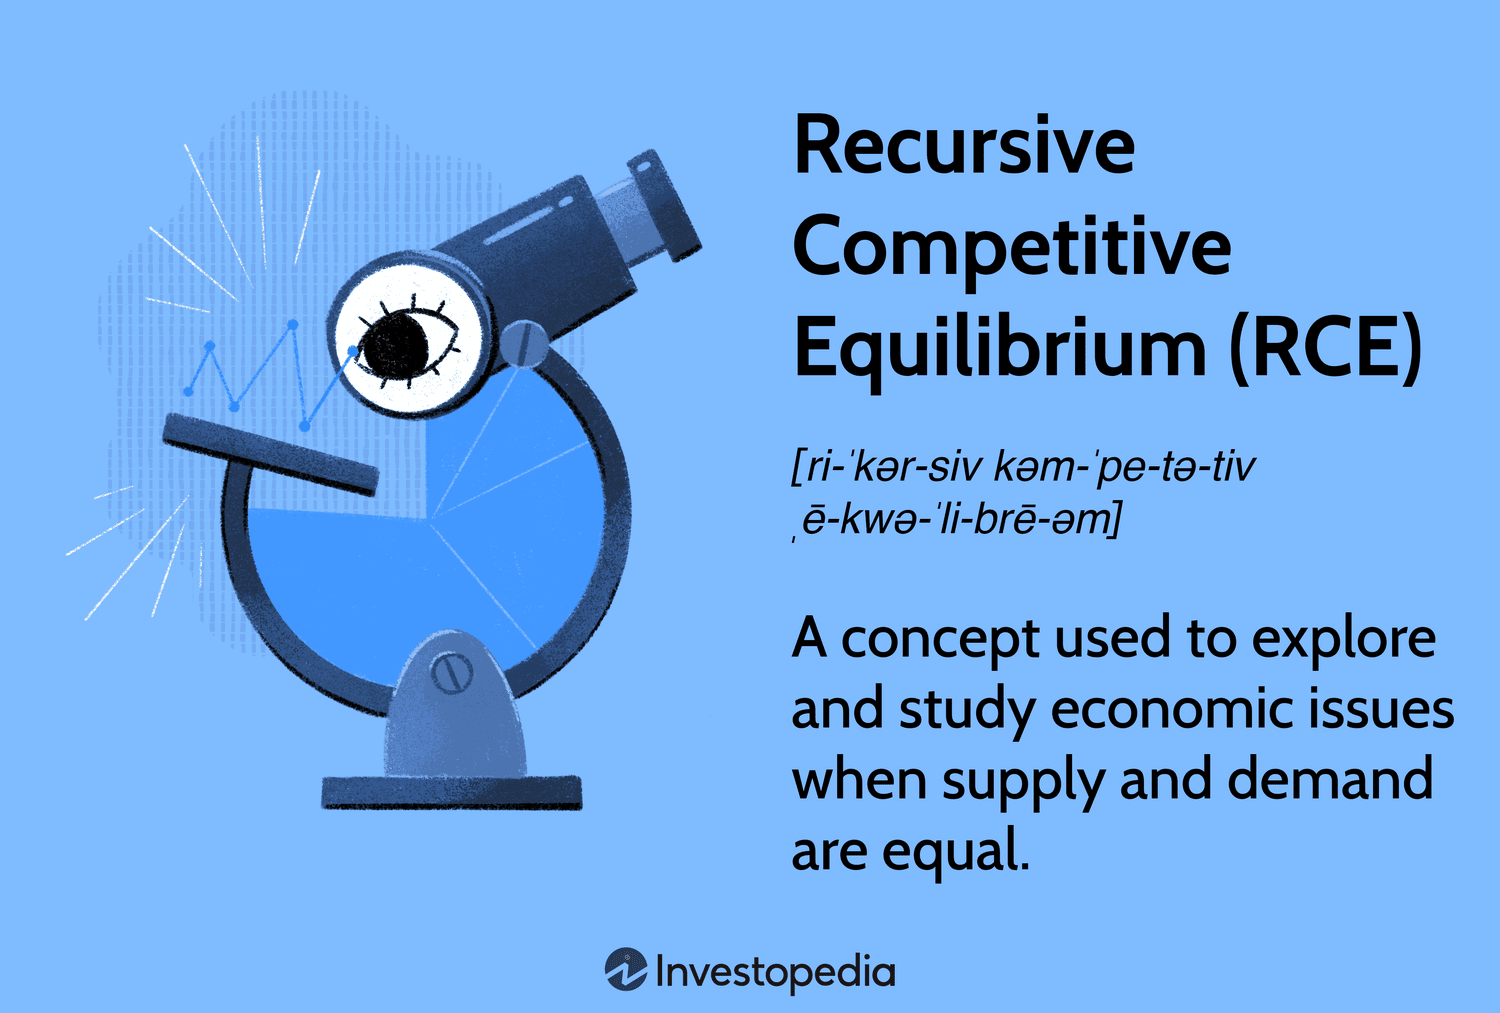 Recursive
Competitive
Equilibrium (RCE)
[ri-ˈkər-siv kəm-ˈpe-tə-tiv
ˌē-kwə-ˈli-brē-əm]
A concept used to explore
and study economic issues
when supply and demand
are equal.
Investopedia